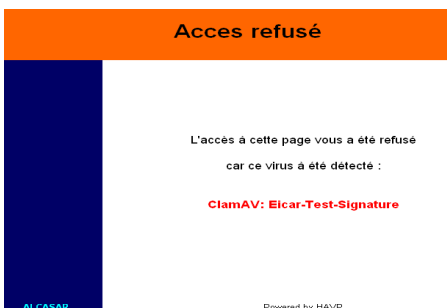 Acces refusé
L'accès á cette page vous a été refusé
car ce virus á été détecté :
ClamAV: Eicar-Test-Signature
ALCASAR
Powered by HAVP